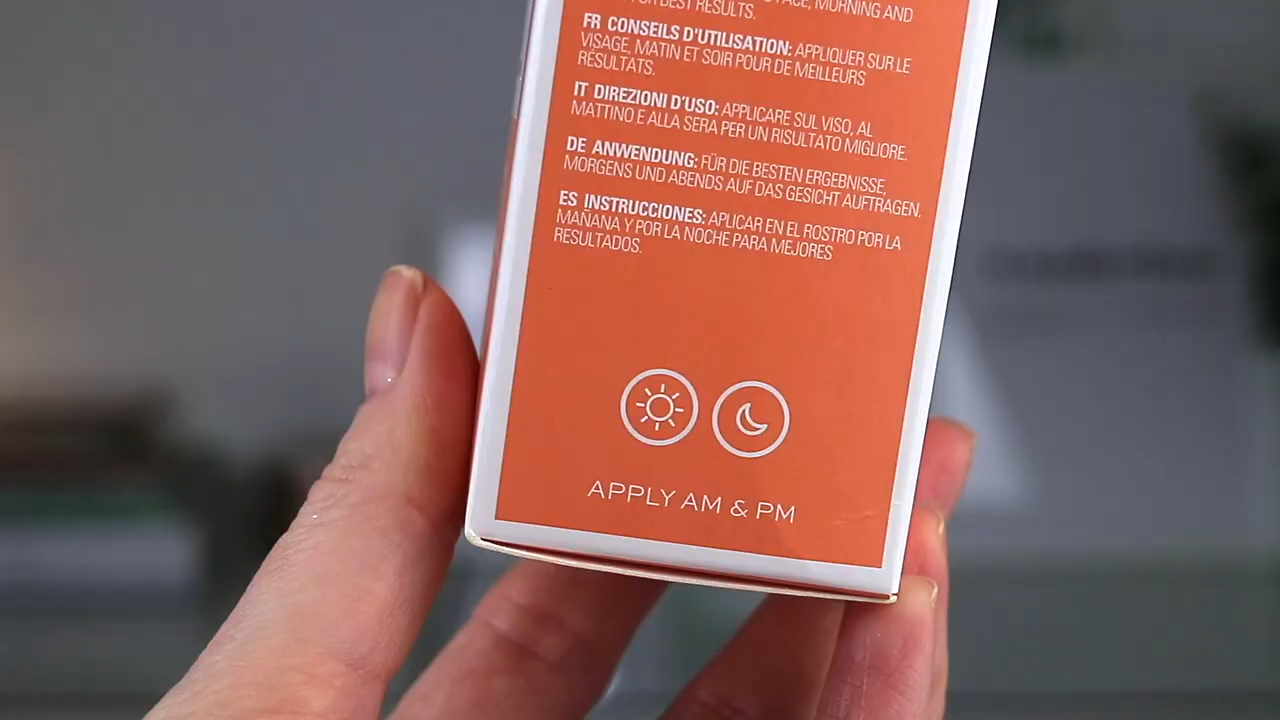 FACE, MORNING AND
FOR BEST RESULTS.
FR CONSEILS D'UTILISATION: APPLIQUER SUR LE
VISAGE, MATIN ET SOIR POUR DE MEILLEURS
RÉSULTATS.
IT DIREZIONI D'USO: APPLICARE SUL VISO, AL
MATTINO E ALLA SERA PER UN RISULTATO MIGLIORE.
DE ANWENDUNG: FÜR DIE BESTEN ERGEBNISSE,
MORGENS UND ABENDS AUF DAS GESICHT AUFTRAGEN.
ES INSTRUCCIONES: APLICAR EN EL ROSTRO POR LA
MAÑANA Y POR LA NOCHE PARA MEJORES
RESULTADOS.
APPLY AM & PM